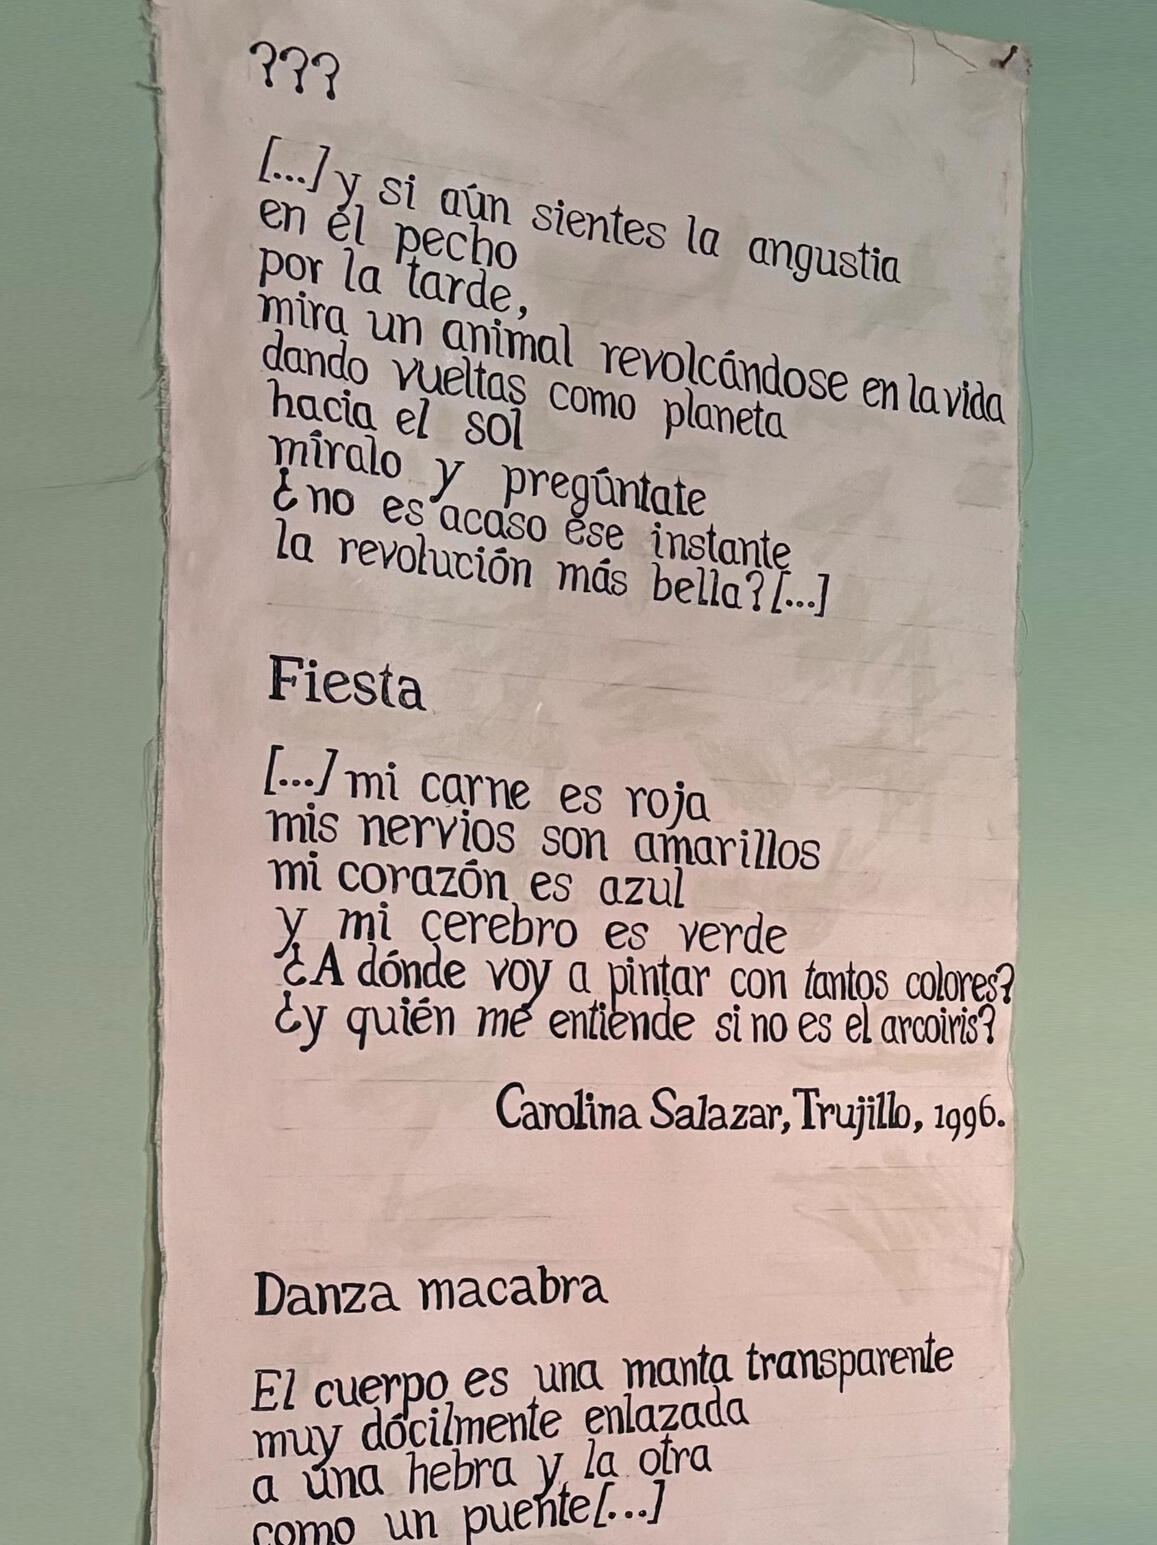 ???
[...] y si aún sientes la angustia
en el pecho
por la tarde,
mira un animal revolcándose en la vida
dando vueltas como planeta
hacia el sol
míralo y pregúntate
¿no es acaso ese instante
la revolución más bella? [...]
Fiesta
[...] mi carne es roja
mis nervios son amarillos
mi corazón es azul
y mi cerebro es verde
¿A dónde voy a pintar con tantos colores?
¿y quién me entiende si no es el arcoiris?
Carolina Salazar, Trujillo, 1996.
Danza macabra
El cuerpo es una manta transparente
muy dócilmente enlazada
a una hebra y la otra
como un puente [...]